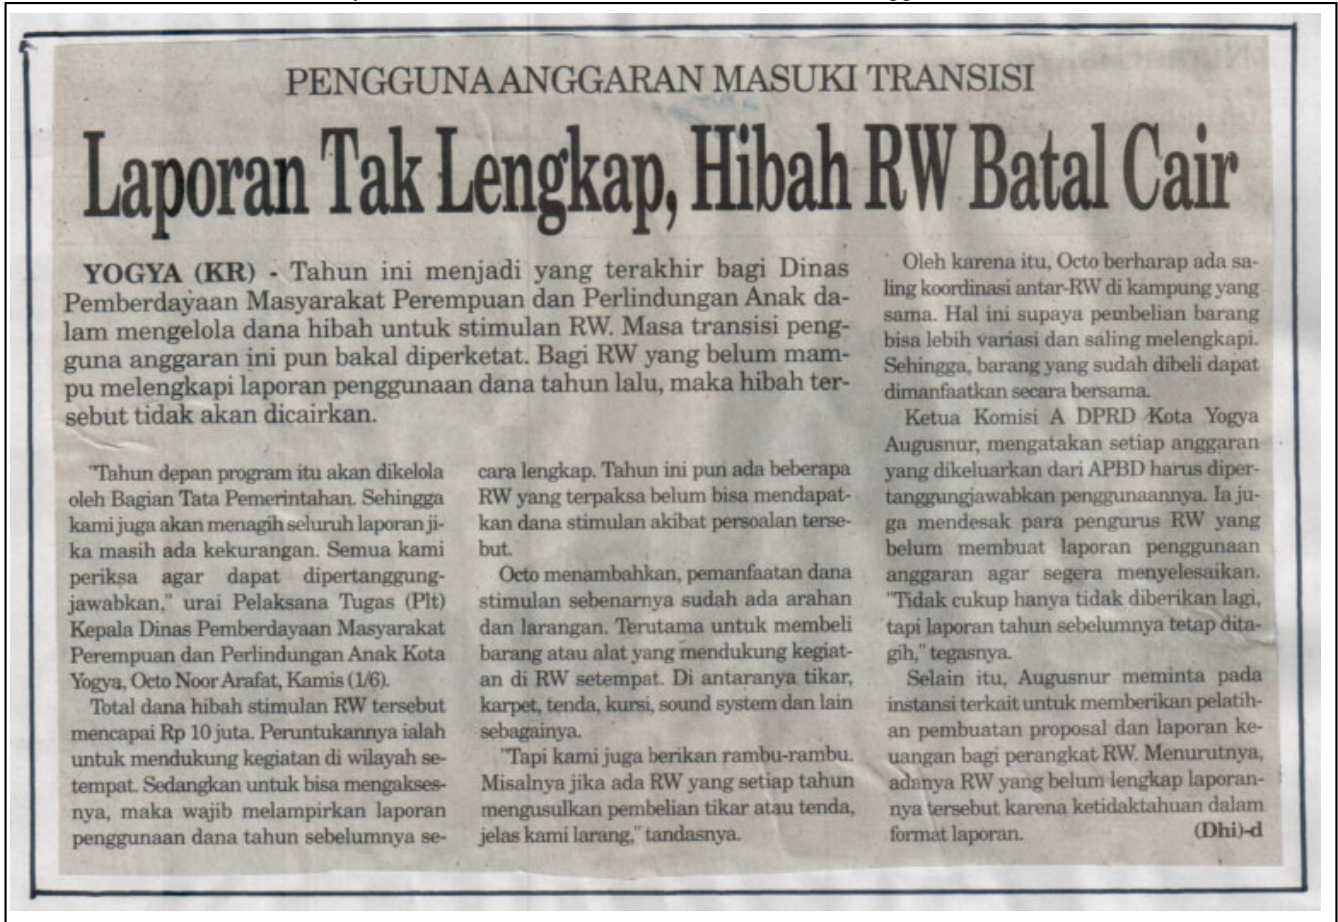 PENGGUNA ANGGARAN MASUKI TRANSISI
Laporan Tak Lengkap, Hibah RW Batal Cair
YOGYA (KR) - Tahun ini menjadi yang terakhir bagi Dinas
Pemberdayaan Masyarakat Perempuan dan Perlindungan Anak da-
lam mengelola dana hibah untuk stimulan RW. Masa transisi peng-
guna anggaran ini pun bakal diperketat. Bagi RW yang belum mam-
pu melengkapi laporan penggunaan dana tahun lalu, maka hibah ter-
sebut tidak akan dicairkan.
"Tahun depan program itu akan dikelola
oleh Bagian Tata Pemerintahan. Sehingga
kami juga akan menagih seluruh laporan ji-
ka masih ada kekurangan. Semua kami
periksa agar dapat dipertanggung-
jawabkan," urai Pelaksana Tugas (Plt)
Kepala Dinas Pemberdayaan Masyarakat
Perempuan dan Perlindungan Anak Kota
Yogya, Octo Noor Arafat, Kamis (1/6).
Total dana hibah stimulan RW tersebut
mencapai Rp 10 juta. Peruntukannya ialah
untuk mendukung kegiatan di wilayah se-
tempat. Sedangkan untuk bisa mengakses-
nya, maka wajib melampirkan laporan
penggunaan dana tahun sebelumnya se-
cara lengkap. Tahun ini pun ada beberapa
RW yang terpaksa belum bisa mendapat-
kan dana stimulan akibat persoalan terse-
but.
Octo menambahkan, pemanfaatan dana
stimulan sebenarnya sudah ada arahan
dan larangan. Terutama untuk membeli
barang atau alat yang mendukung kegiat-
an di RW setempat. Di antaranya tikar,
karpet, tenda, kursi, sound system dan lain
sebagainya.
"Tapi kami juga berikan rambu-rambu.
Misalnya jika ada RW yang setiap tahun
mengusulkan pembelian tikar atau tenda,
jelas kami larang," tandasnya.
Oleh karena itu, Octo berharap ada sa-
ling koordinasi antar-RW di kampung yang
sama. Hal ini supaya pembelian barang
bisa lebih variasi dan saling melengkapi.
Sehingga, barang yang sudah dibeli dapat
dimanfaatkan secara bersama.
Ketua Komisi A DPRD Kota Yogya
Augusnur, mengatakan setiap anggaran
yang dikeluarkan dari APBD harus diper-
tanggungjawabkan penggunaannya. Ia ju-
ga mendesak para pengurus RW yang
belum membuat laporan penggunaan
anggaran agar segera menyelesaikan.
"Tidak cukup hanya tidak diberikan lagi,
tapi laporan tahun sebelumnya tetap dita-
gih," tegasnya.
Selain itu, Augusnur meminta pada
instansi terkait untuk memberikan pelatih-
an pembuatan proposal dan laporan ke-
uangan bagi perangkat RW. Menurutnya,
adanya RW yang belum lengkap laporan-
nya tersebut karena ketidaktahuan dalam
format laporan. (Dhi)-d